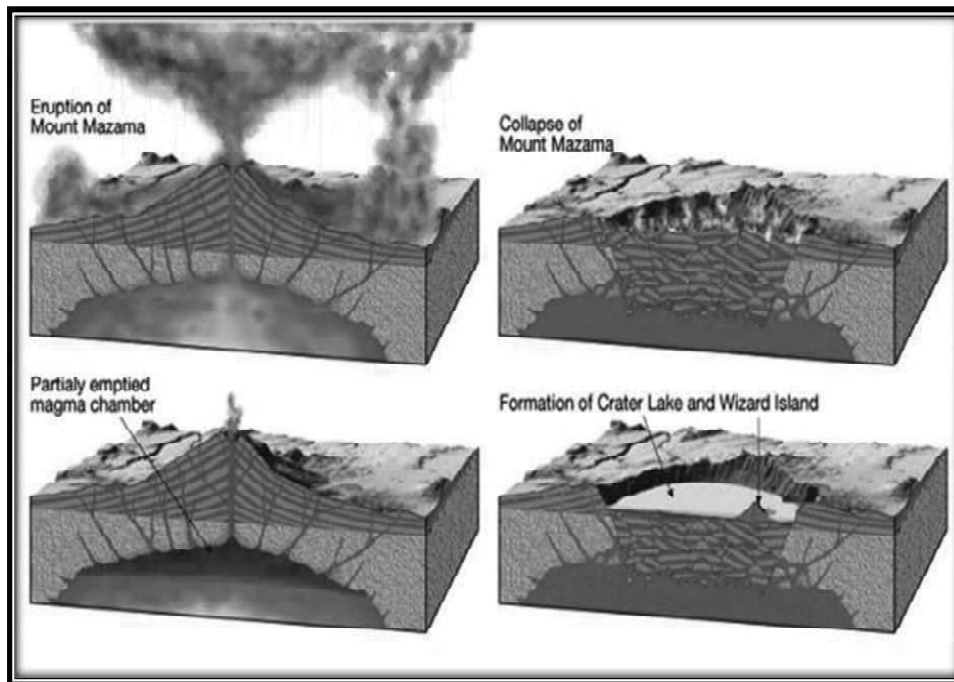 Eruption of
Mount Mazama
Collapse of
Mount Mazama
Partialy emptied
magma chamber
Formation of Crater Lake and Wizard Island